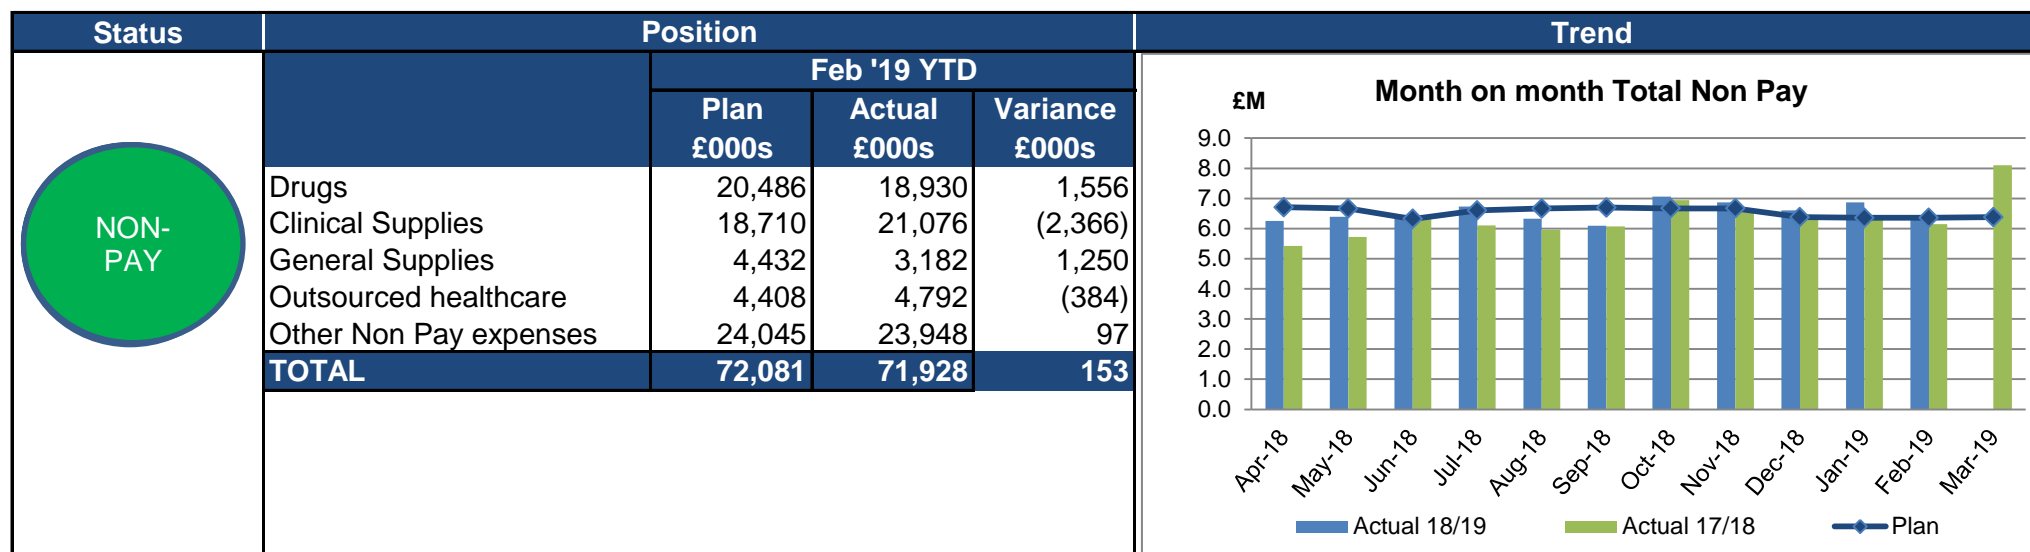 Status Position Trend
Feb '19 YTD
Plan Actual Variance
£000s £000s £000s
NON-
PAY
Drugs 20,486 18,930 1,556
Clinical Supplies 18,710 21,076 (2,366)
General Supplies 4,432 3,182 1,250
Outsourced healthcare 4,408 4,792 (384)
Other Non Pay expenses 24,045 23,948 97
TOTAL 72,081 71,928 153
£M Month on month Total Non Pay
9.0
8.0
7.0
6.0
5.0
4.0
3.0
2.0
1.0
0.0
Apr-18 May-18 Jun-18 Jul-18 Aug-18 Sep-18 Oct-18 Nov-18 Dec-18 Jan-19 Feb-19 Mar-19
Actual 18/19 Actual 17/18 Plan